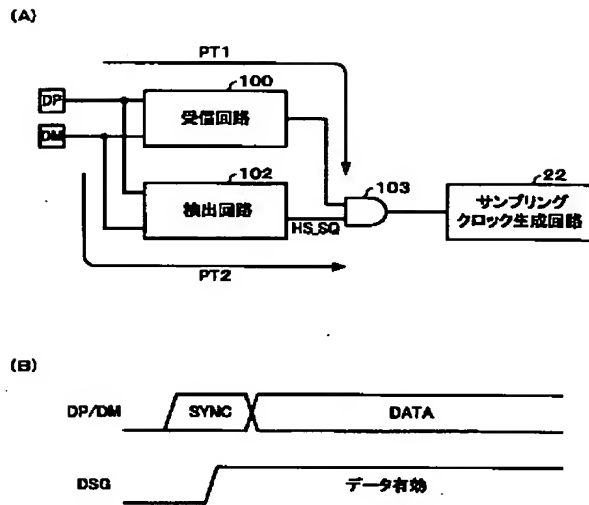 (A)
PT1
100
DP
受信回路
DM
102
103
22
検出回路
HS_SQ
サンプリング
クロック生成回路
PT2
(B)
DP/DM
SYNC
DATA
DSG
データ有効